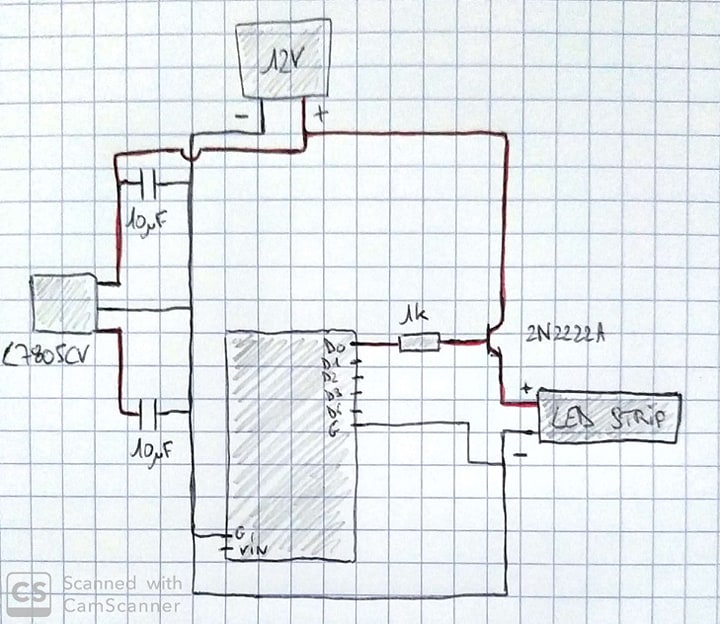 12V
- +
10µF
L7805CV
10µF
1k
2N2222A
D0
D1
D2
D3
D4
G
+
LED STRIP
-
G
VIN
CS Scanned with
CamScanner